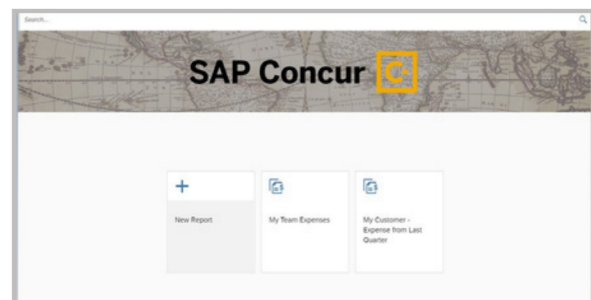 Search...
SAP Concur C.
New Report
My Team Expenses
My Customer -
Expense from Last
Quarter